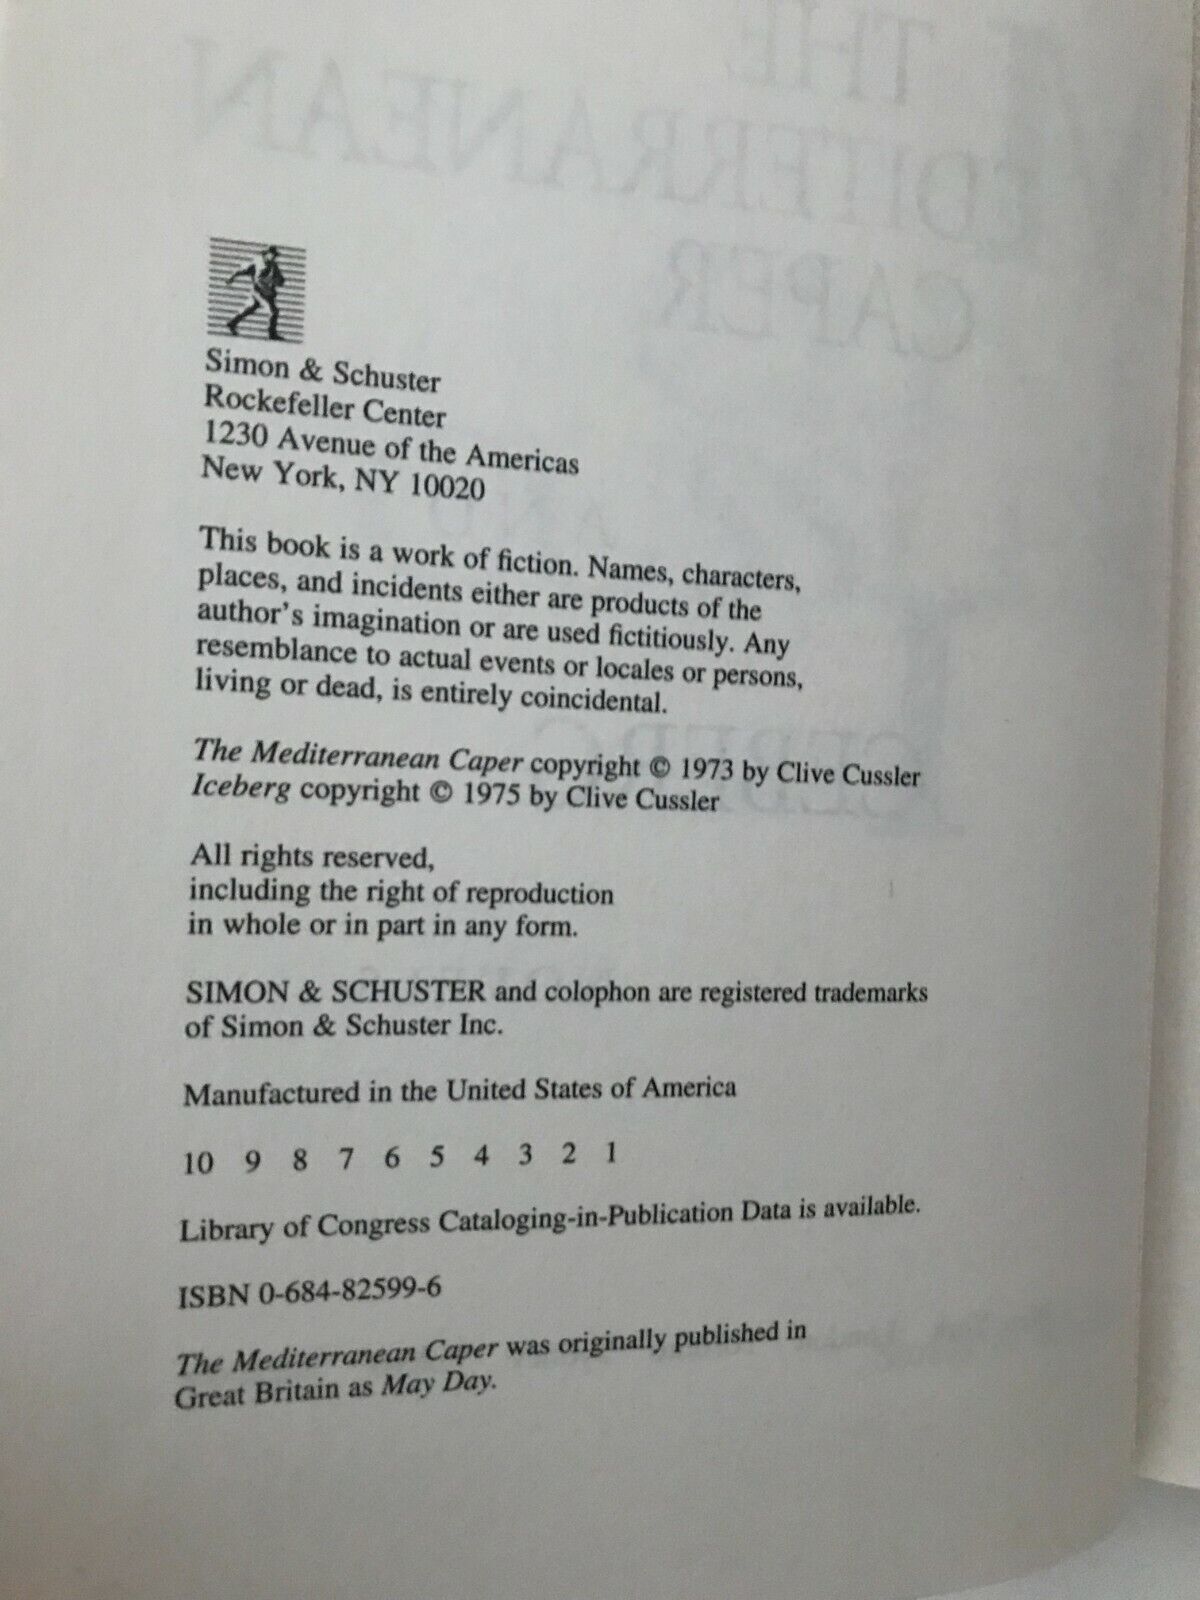 THE
MEDITERRANEAN
CAPER
AND
ICEBERG
Simon & Schuster
Rockefeller Center
1230 Avenue of the Americas
New York, NY 10020
This book is a work of fiction. Names, characters,
places, and incidents either are products of the
author's imagination or are used fictitiously. Any
resemblance to actual events or locales or persons,
living or dead, is entirely coincidental.
The Mediterranean Caper copyright © 1973 by Clive Cussler
Iceberg copyright © 1975 by Clive Cussler
All rights reserved,
including the right of reproduction
in whole or in part in any form.
SIMON & SCHUSTER and colophon are registered trademarks
of Simon & Schuster Inc.
Manufactured in the United States of America
10 9 8 7 6 5 4 3 2 1
Library of Congress Cataloging-in-Publication Data is available.
ISBN 0-684-82599-6
The Mediterranean Caper was originally published in
Great Britain as May Day.